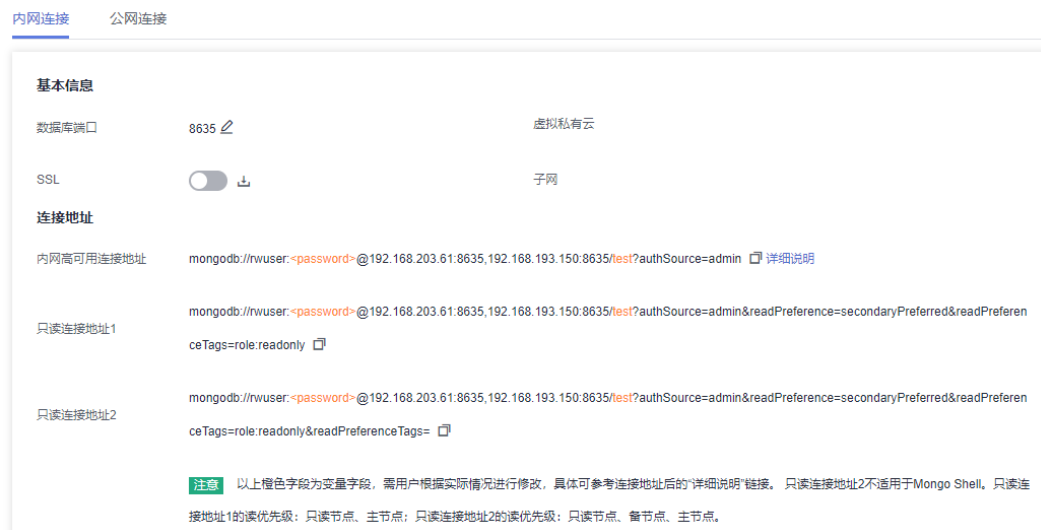 内网连接 公网连接
基本信息
数据库端口 8635 虚拟私有云
SSL 子网
连接地址
内网高可用连接地址 mongodb://rwuser:<password>@192.168.203.61:8635,192.168.193.150:8635/test?authSource=admin 详细说明
只读连接地址1 mongodb://rwuser:<password>@192.168.203.61:8635,192.168.193.150:8635/test?authSource=admin&readPreference=secondaryPreferred&readPreferen
ceTags=role:readonly
只读连接地址2 mongodb://rwuser:<password>@192.168.203.61:8635,192.168.193.150:8635/test?authSource=admin&readPreference=secondaryPreferred&readPreferen
ceTags=role:readonly&readPreferenceTags=
注意 以上橙色字段为变量字段，需用户根据实际情况进行修改，具体可参考连接地址后的“详细说明”链接。 只读连接地址2不适用于Mongo Shell。只读连
接地址1的读优先级：只读节点、主节点；只读连接地址2的读优先级：只读节点、备节点、主节点。